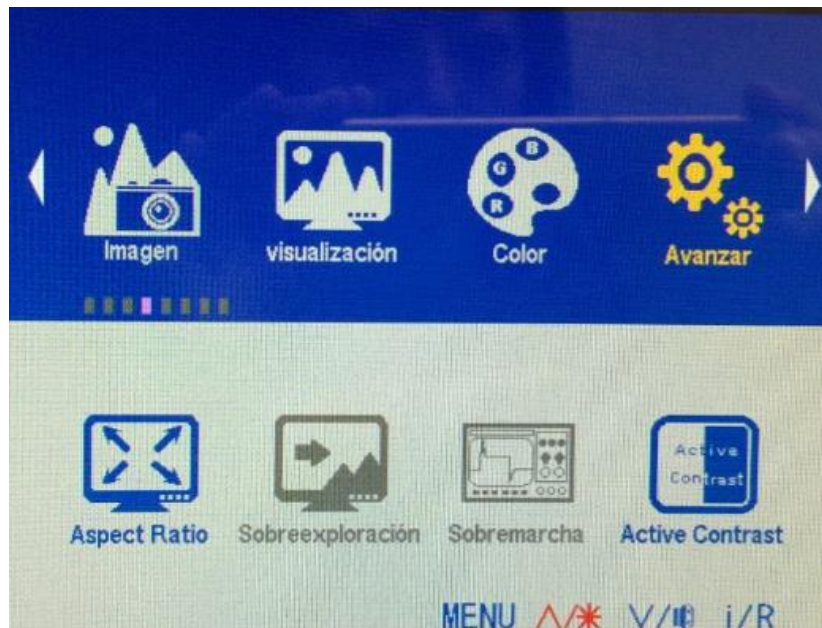 Imagen visualización Color Avanzar
G B R
Aspect Ratio Sobreexploración Sobremarcha Active Contrast
Active
Contrast
MENU /\/* \/ / i/R